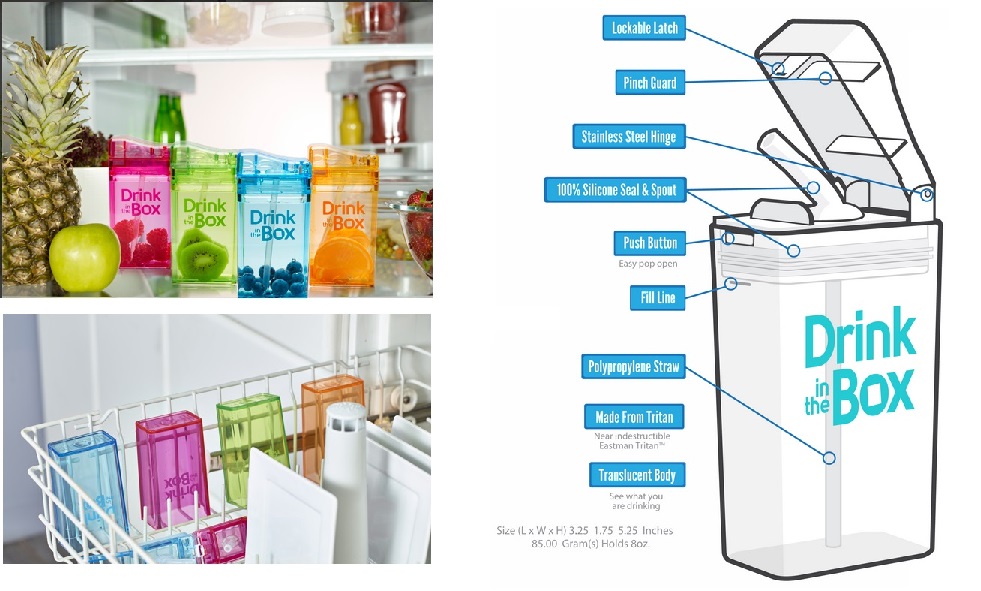 Drink
in
the Box
Drink
in
the Box
Drink
in
the Box
Drink
in
the Box
Drink
Box
Lockable Latch
Pinch Guard
Stainless Steel Hinge
100% Silicone Seal & Spout
Push Button
Easy pop open
Fill Line
Polypropylene Straw
Made From Tritan
Near indestructible
Eastman Tritan™
Translucent Body
See what you
are drinking
Size (L x W x H) 3.25 1.75 5.25 Inches
85.00 Gram(s) Holds 8oz.
Drink
in
the Box